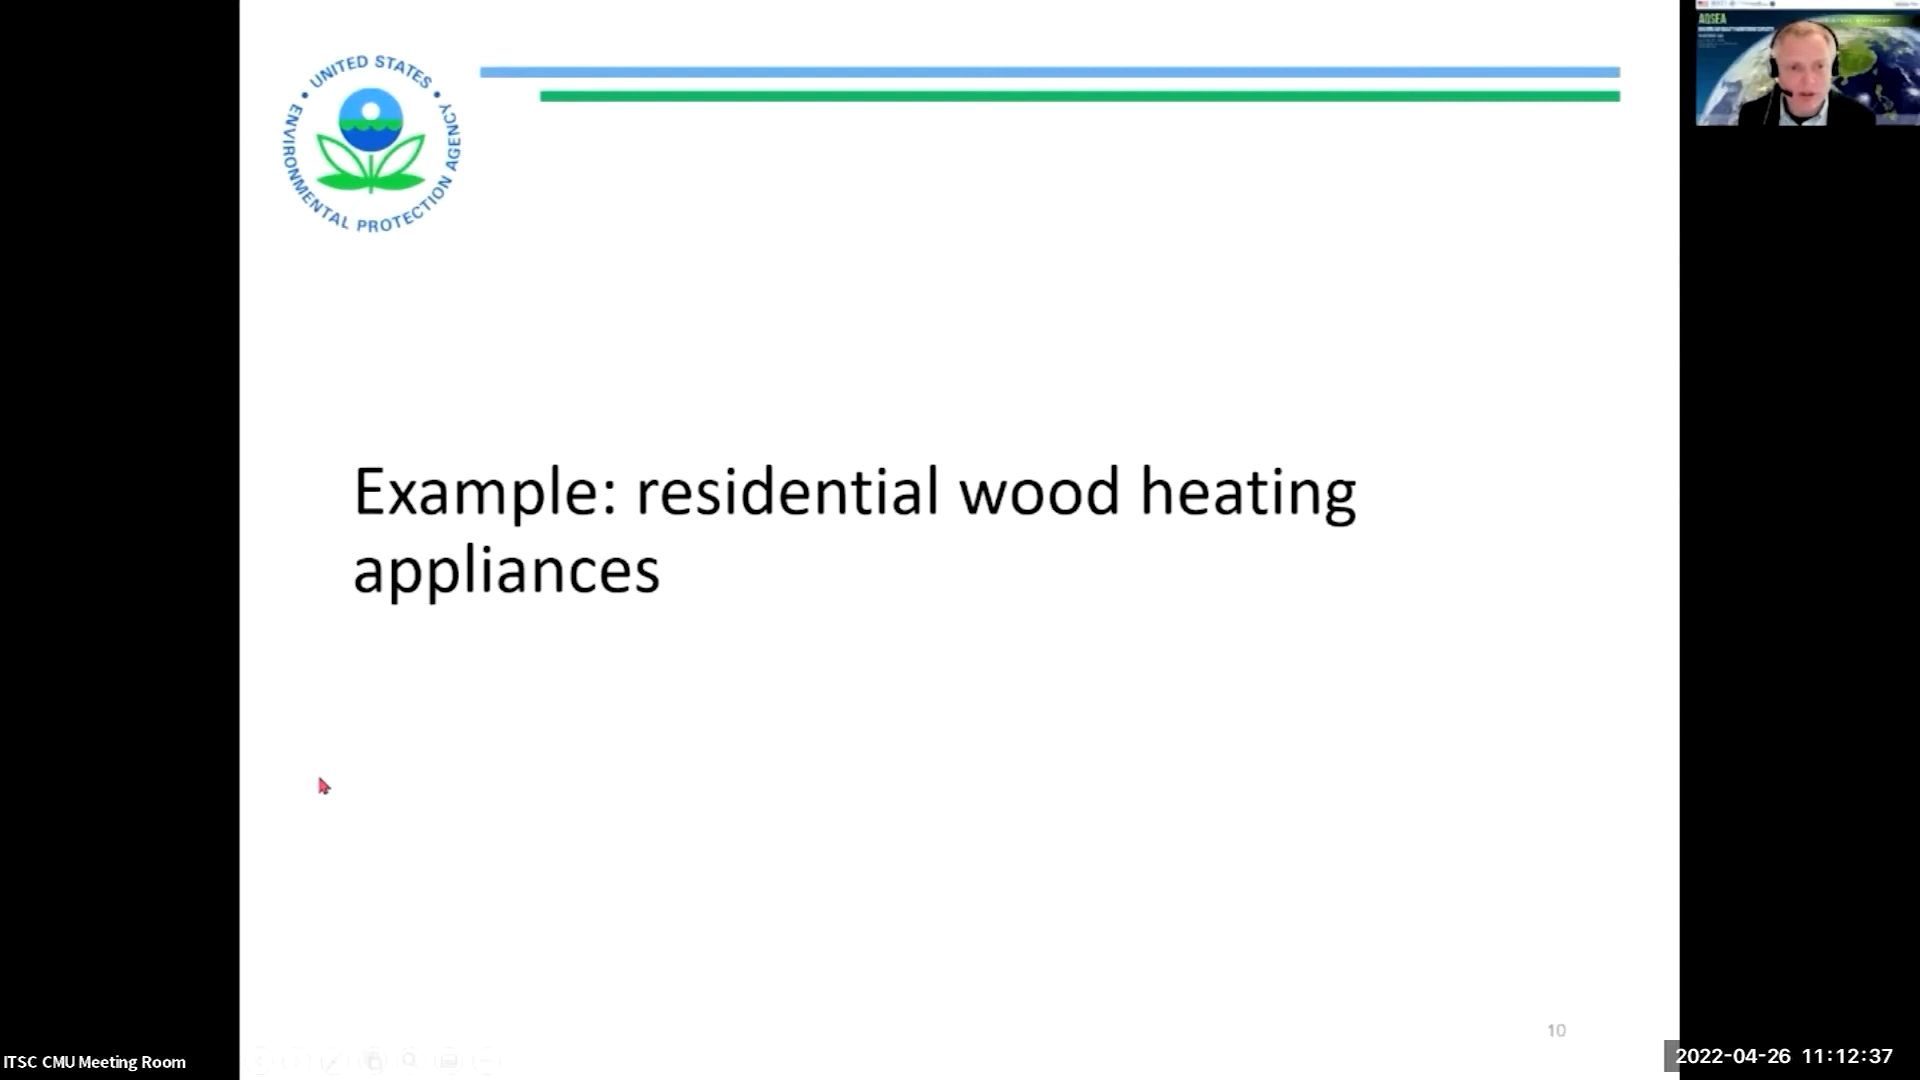 UNITED STATES
ENVIRONMENTAL PROTECTION AGENCY
AQSEA
Example: residential wood heating
appliances
10
ITSC CMU Meeting Room
2022-04-26 11:12:37